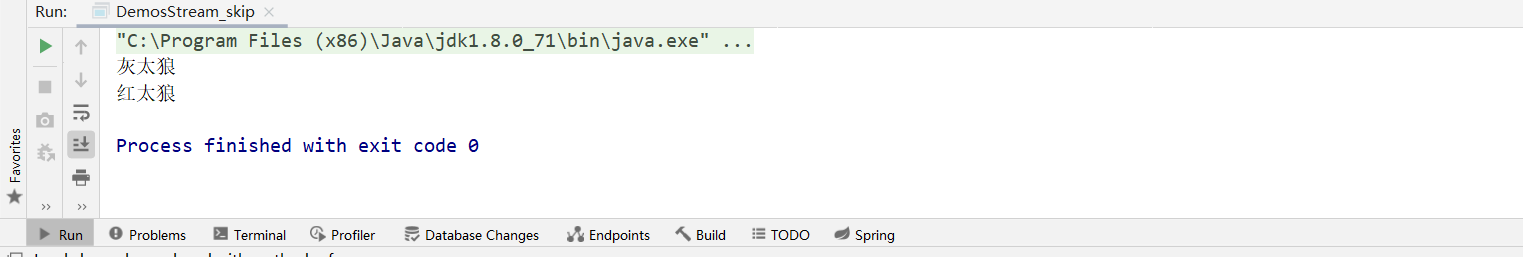 Run: DemosStream_skip ×
"C:\Program Files (x86)\Java\jdk1.8.0_71\bin\java.exe" ...
灰太狼
红太狼
Process finished with exit code 0
Favorites
Run Problems Terminal Profiler Database Changes Endpoints Build TODO Spring